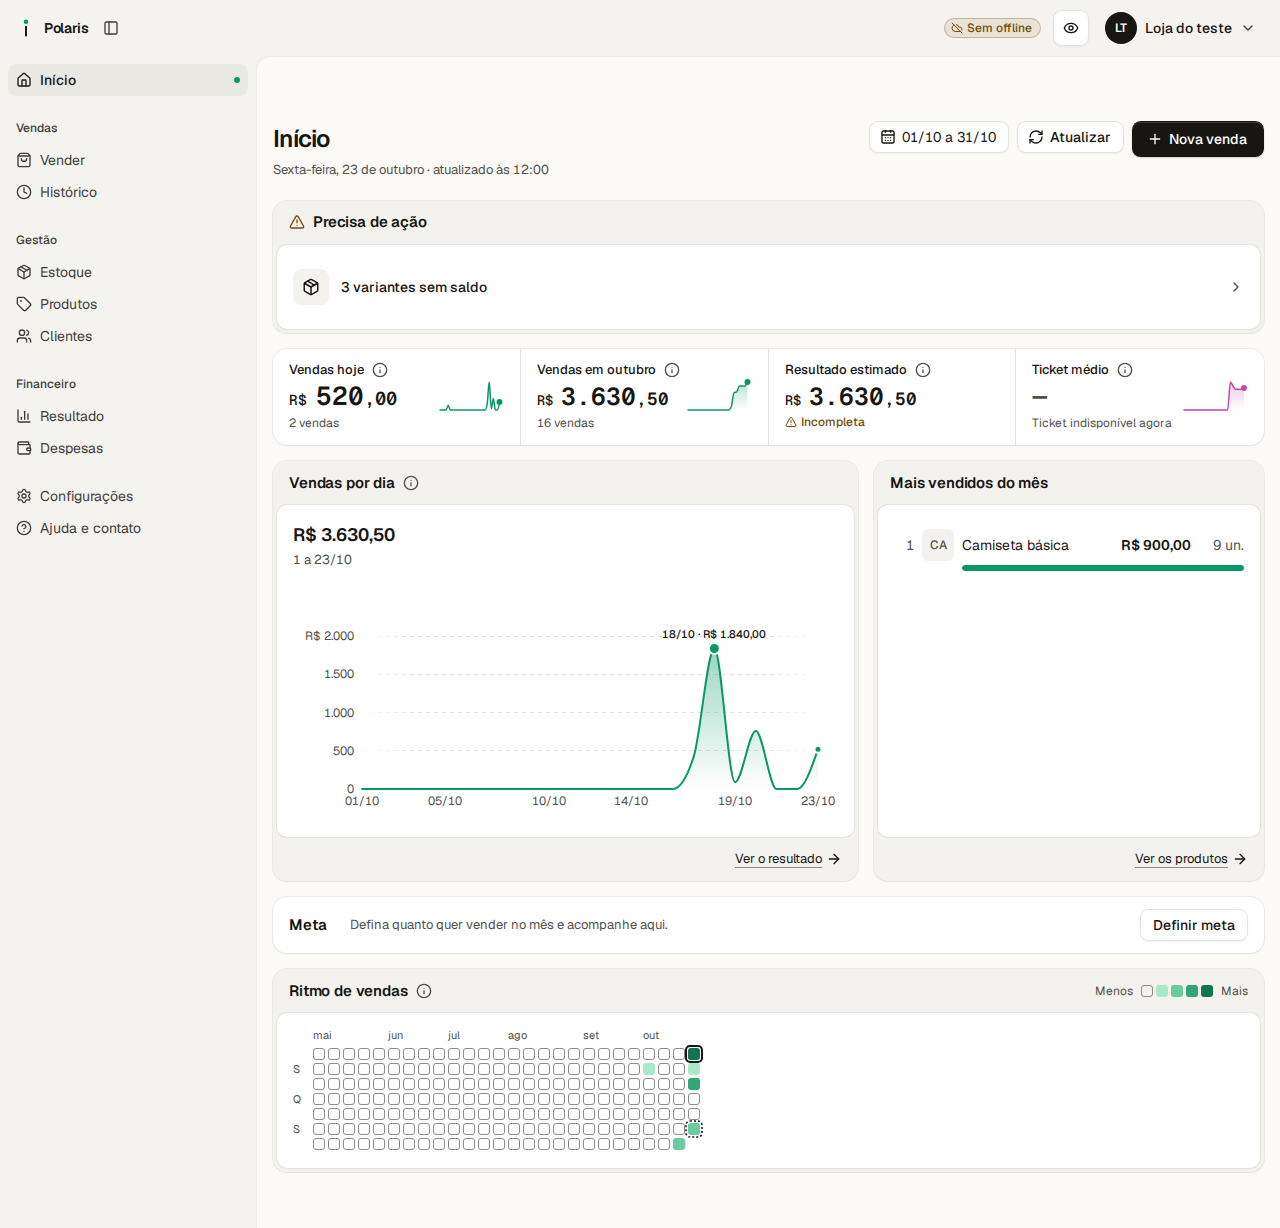 Polaris
Sem offline
LT
Loja do teste
Início
Vendas
Vender
Histórico
Gestão
Estoque
Produtos
Clientes
Financeiro
Resultado
Despesas
Configurações
Ajuda e contato
Início
Sexta-feira, 23 de outubro · atualizado às 12:00
01/10 a 31/10
Atualizar
Nova venda
Precisa de ação
3 variantes sem saldo
Vendas hoje
R$ 520,00
2 vendas
Vendas em outubro
R$ 3.630,50
16 vendas
Resultado estimado
R$ 3.630,50
Incompleta
Ticket médio
—
Ticket indisponível agora
Vendas por dia
R$ 3.630,50
1 a 23/10
R$ 2.000
1.500
1.000
500
0
18/10 · R$ 1.840,00
01/10
05/10
10/10
14/10
19/10
23/10
Ver o resultado
Mais vendidos do mês
1
CA
Camiseta básica
R$ 900,00
9 un.
Ver os produtos
Meta
Defina quanto quer vender no mês e acompanhe aqui.
Definir meta
Ritmo de vendas
Menos
Mais
mai
jun
jul
ago
set
out
S
Q
S